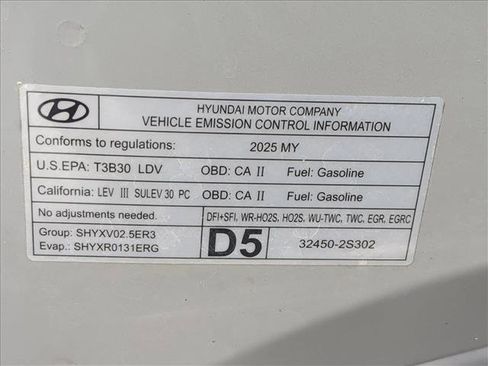 HYUNDAI MOTOR COMPANY
VEHICLE EMISSION CONTROL INFORMATION
Conforms to regulations: 2025 MY
U.S.EPA: T3B30 LDV OBD: CA II Fuel: Gasoline
California: LEV III SULEV 30 PC OBD: CA II Fuel: Gasoline
No adjustments needed. DFI+SFI, WR-HO2S, HO2S, WU-TWC, TWC, EGR, EGRC
Group: SHYXV02.5ER3
Evap.: SHYXR0131ERG
D5 32450-2S302